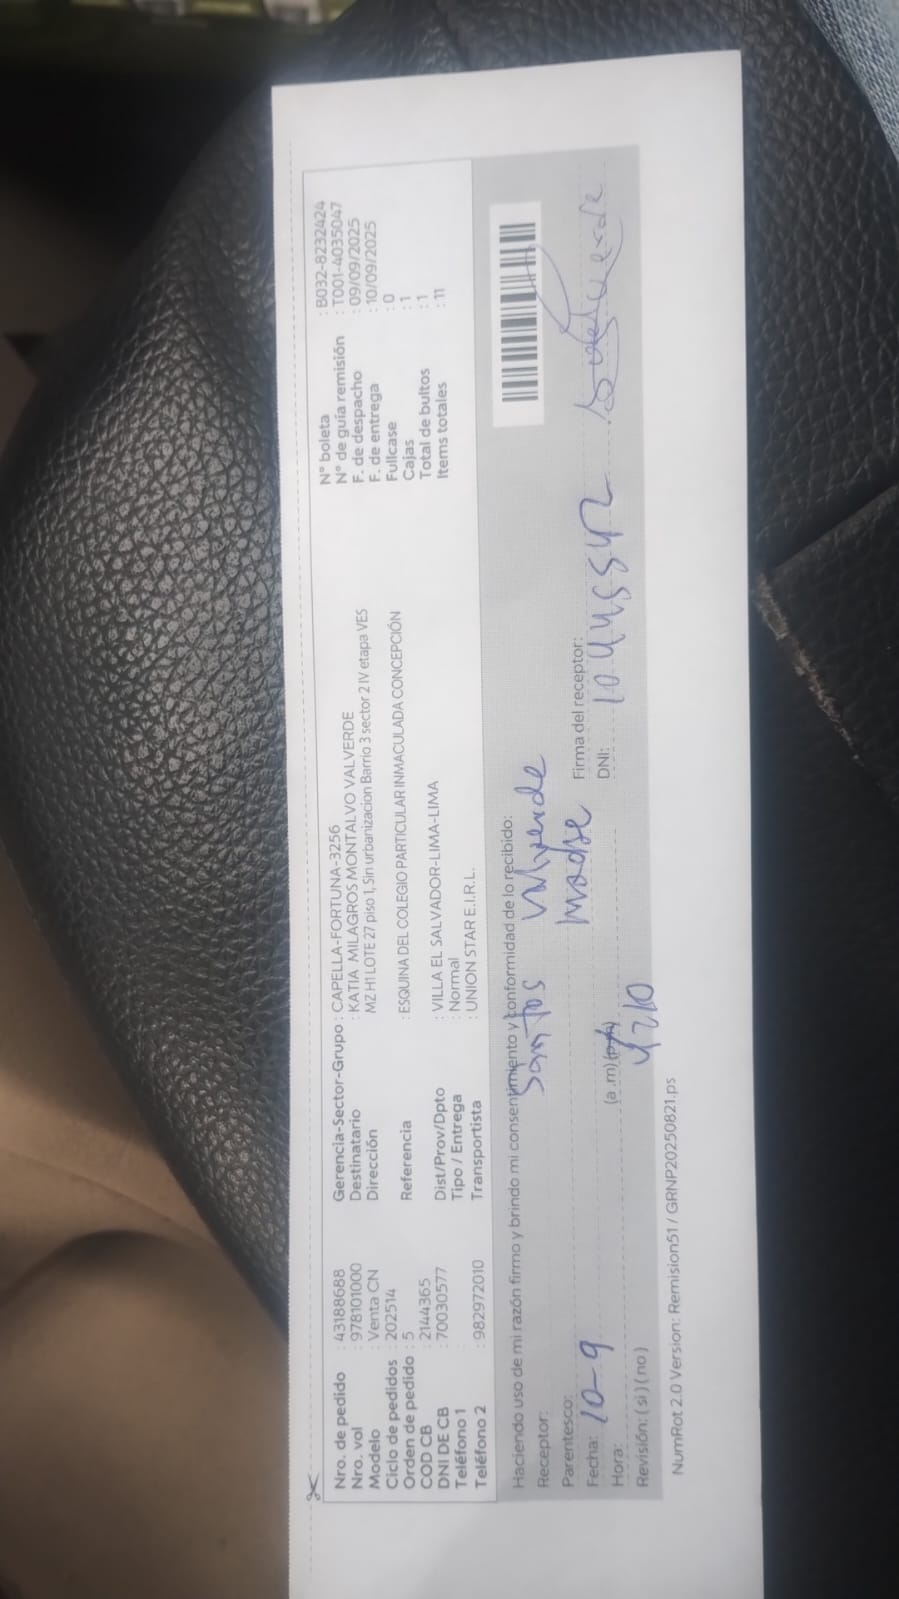 Nro. de pedido : 43188688
Nro. vol : 978101000
Modelo : Venta CN
Ciclo de pedidos : 202514
Orden de pedido : 5
COD CB : 2144365
DNI DE CB : 70030577
Teléfono 1 :
Teléfono 2 : 982972010
Gerencia-Sector-Grupo : CAPELLA-FORTUNA-3256
Destinatario : KATIA MILAGROS MONTALVO VALVERDE
Dirección : MZ H1 LOTE 27 piso 1, Sin urbanizacion Barrio 3 sector 2 IV etapa VES
Referencia : ESQUINA DEL COLEGIO PARTICULAR INMACULADA CONCEPCIÓN
Dist/Prov/Dpto : VILLA EL SALVADOR-LIMA-LIMA
Tipo / Entrega : Normal
Transportista : UNION STAR E.I.R.L.
N° boleta : B032-8232424
N° de guía remisión : T001-4035047
F. de despacho : 09/09/2025
F. de entrega : 10/09/2025
Fullcase : 0
Cajas : 1
Total de bultos : 1
Items totales : 11
Haciendo uso de mi razón firmo y brindo mi consentimiento y conformidad de lo recibido:
Receptor: Santos Valverde
Parentesco: madre
Firma del receptor:
Fecha: 10-9
DNI:
Hora: (a.m)(p.m)
4210
Revisión: ( si ) ( no )
NumRot 2.0 Version: Remision51 / GRNP20250821.ps